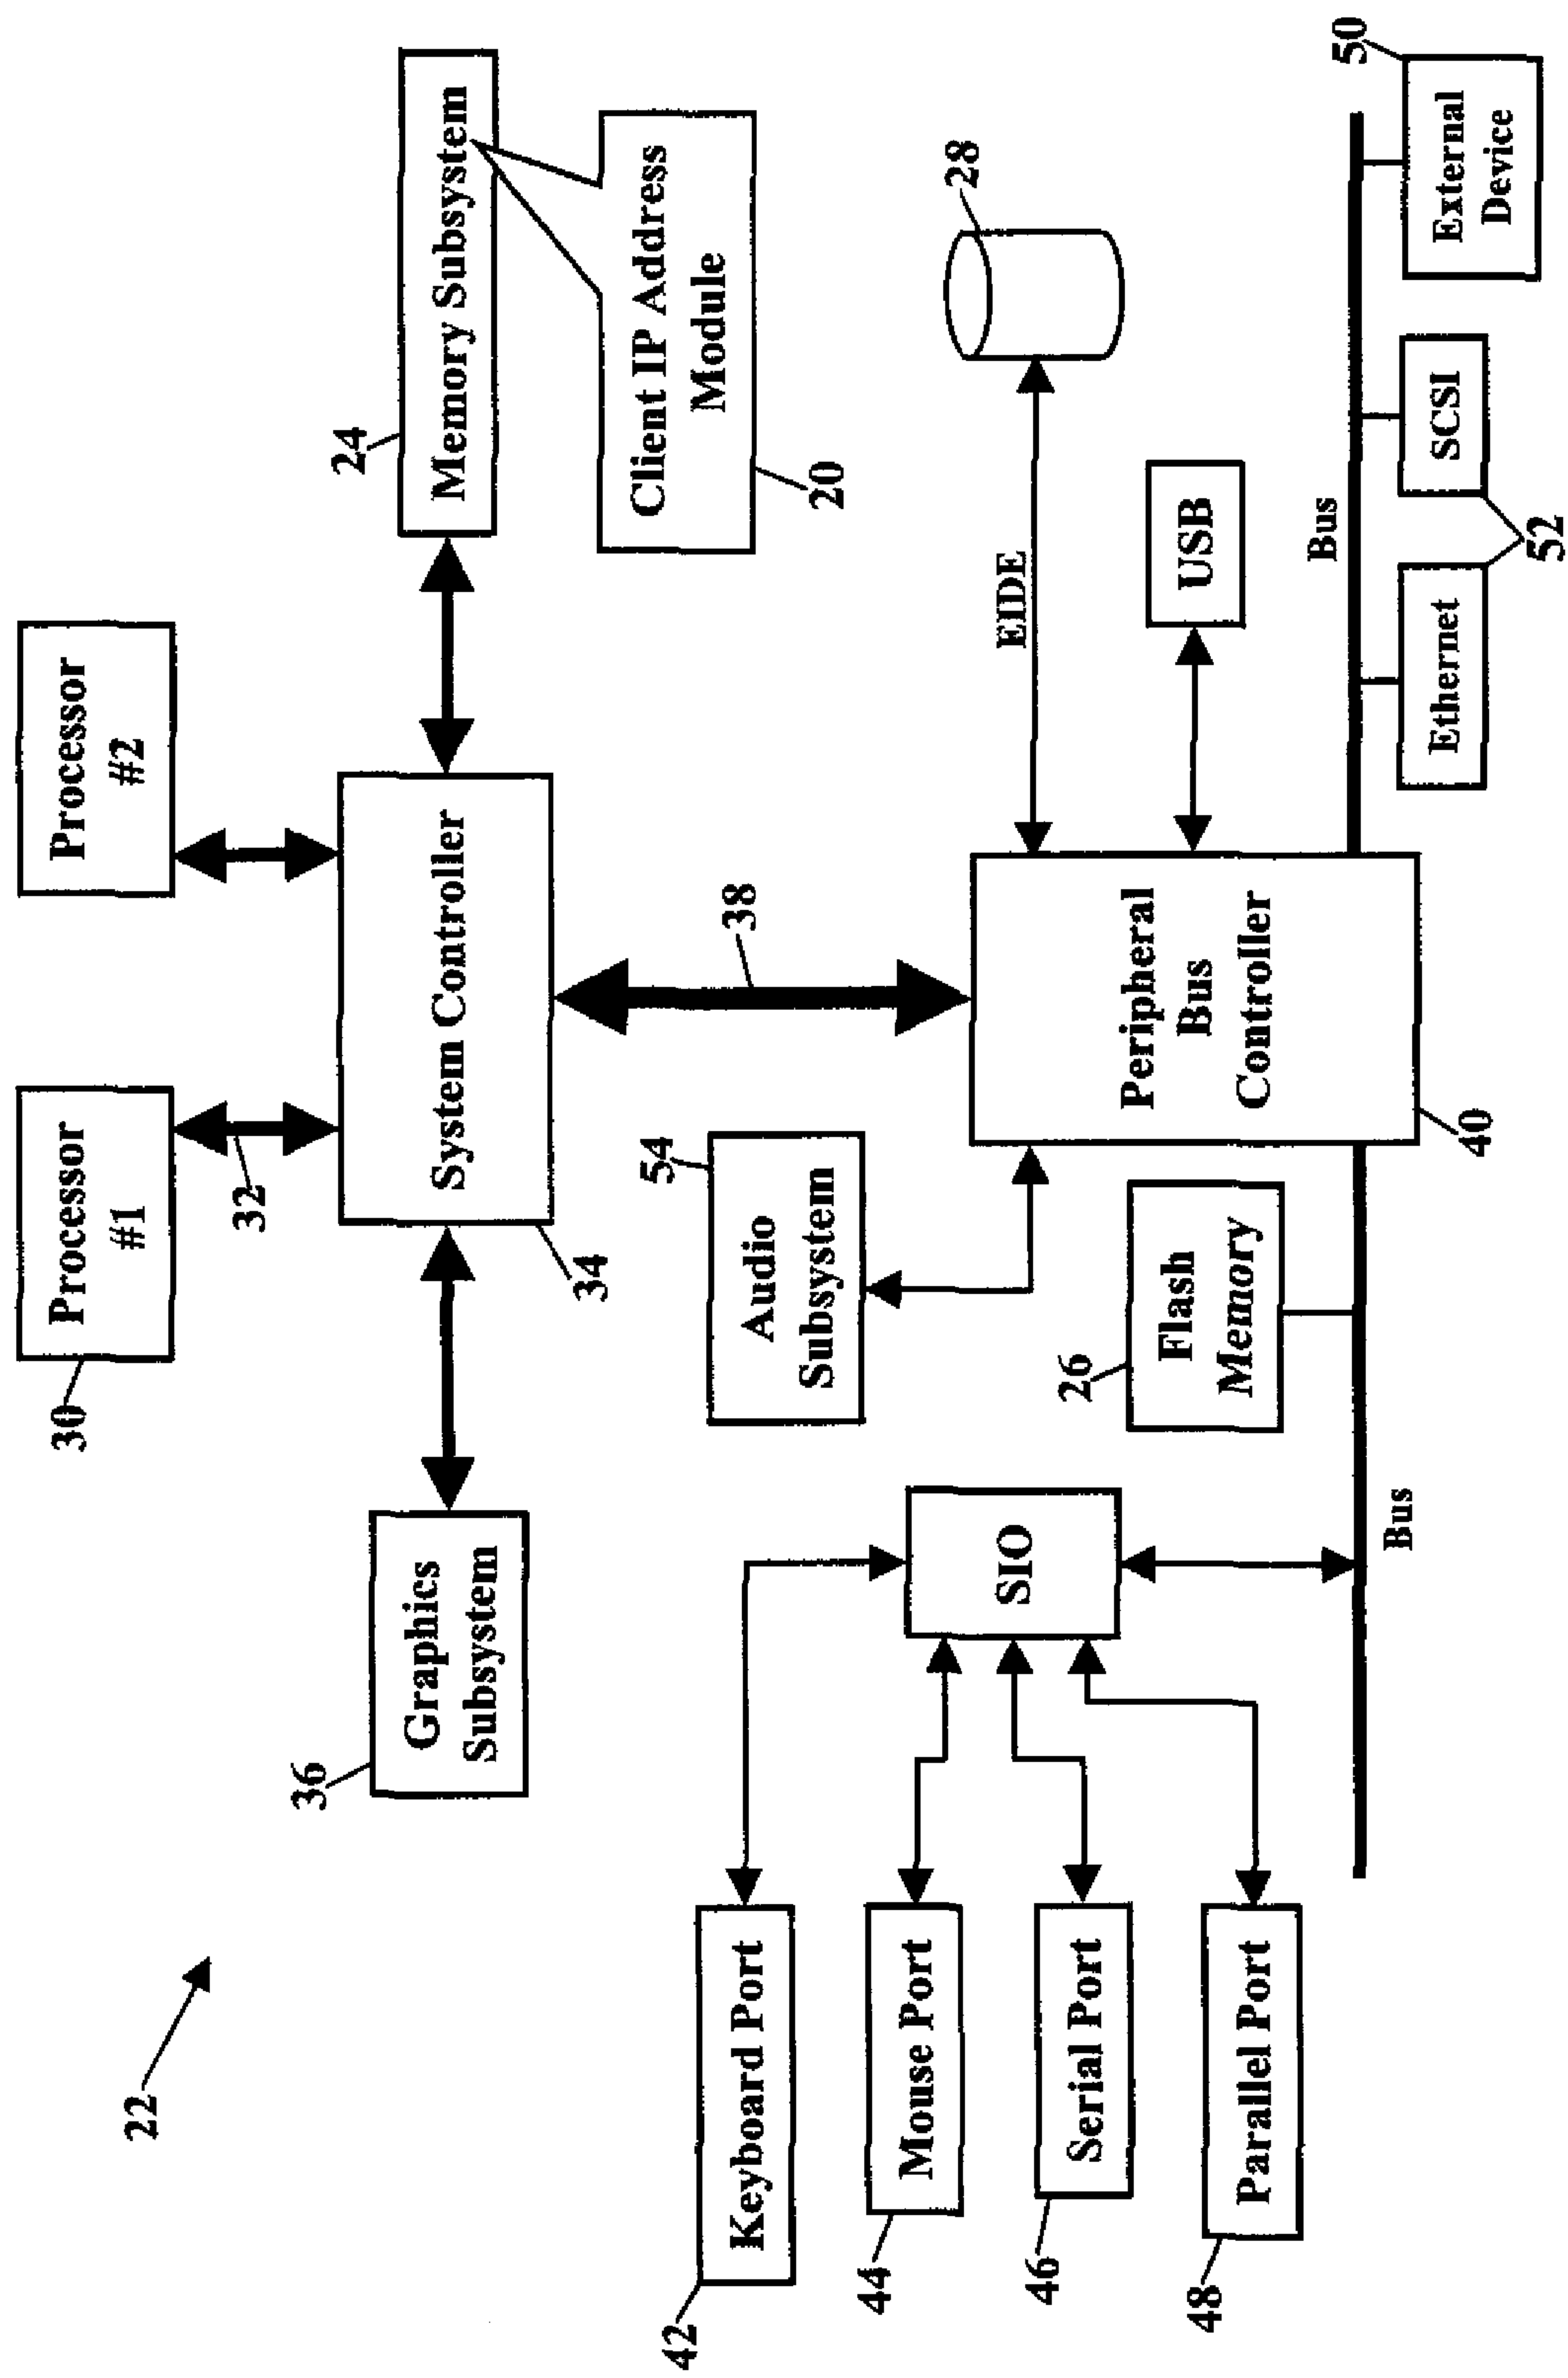 22
30
Processor
#1
32
Processor
#2
36
Graphics
Subsystem
System Controller
34
24
Memory Subsystem
Client IP Address
Module
20
38
42
Keyboard Port
44
Mouse Port
46
Serial Port
48
Parallel Port
SIO
54
Audio
Subsystem
26
Flash
Memory
Bus
Peripheral
Bus
Controller
40
EIDE
28
USB
Bus
Ethernet
SCSI
52
50
External
Device